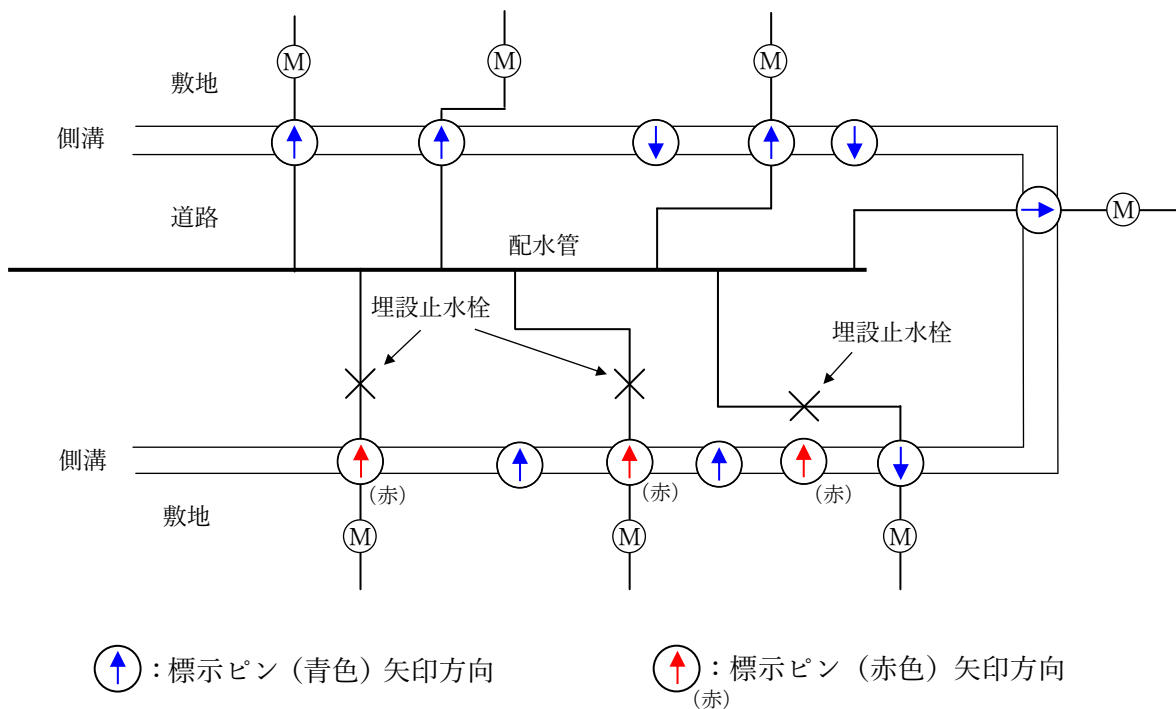 M
M
M
敷地
側溝
道路
M
配水管
埋設止水栓
埋設止水栓
側溝
(赤)
(赤)
(赤)
敷地
M
M
M
：標示ピン（青色）矢印方向
：標示ピン（赤色）矢印方向
(赤)